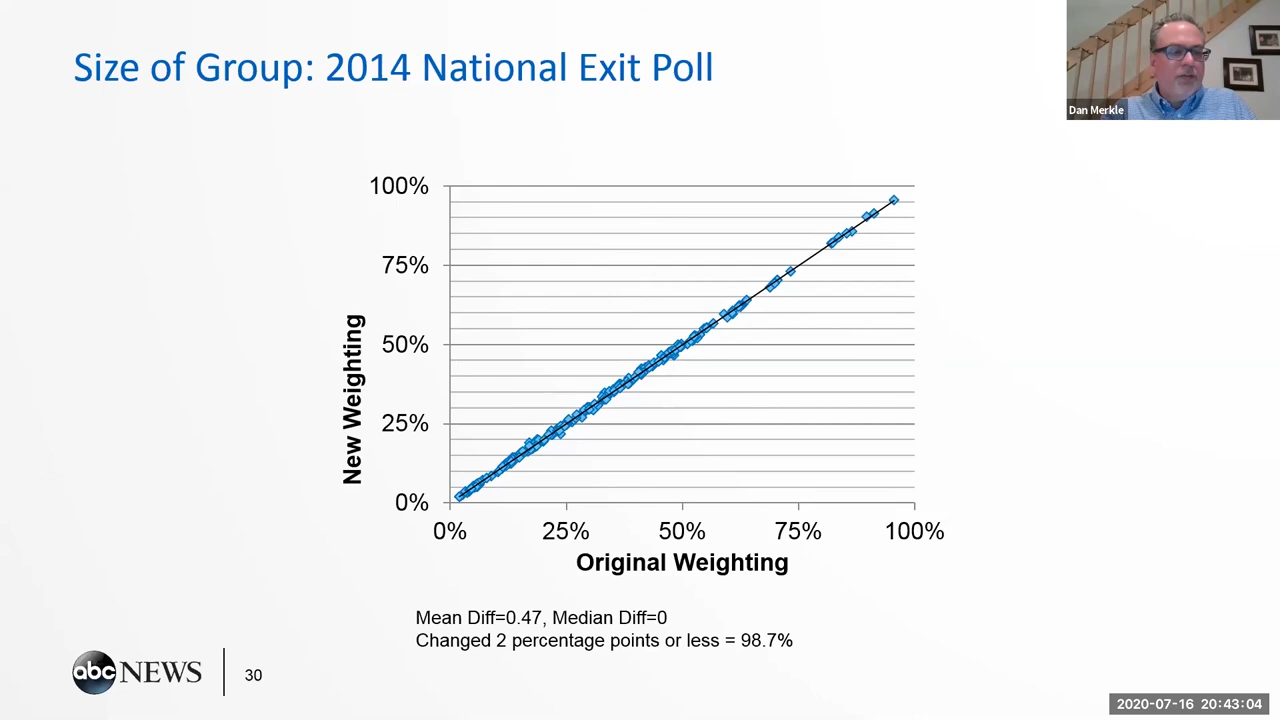 Size of Group: 2014 National Exit Poll
Dan Merkle
100%
75%
50%
25%
0%
New Weighting
0% 25% 50% 75% 100%
Original Weighting
Mean Diff=0.47, Median Diff=0
Changed 2 percentage points or less = 98.7%
abc NEWS
30
2020-07-16 20:43:04